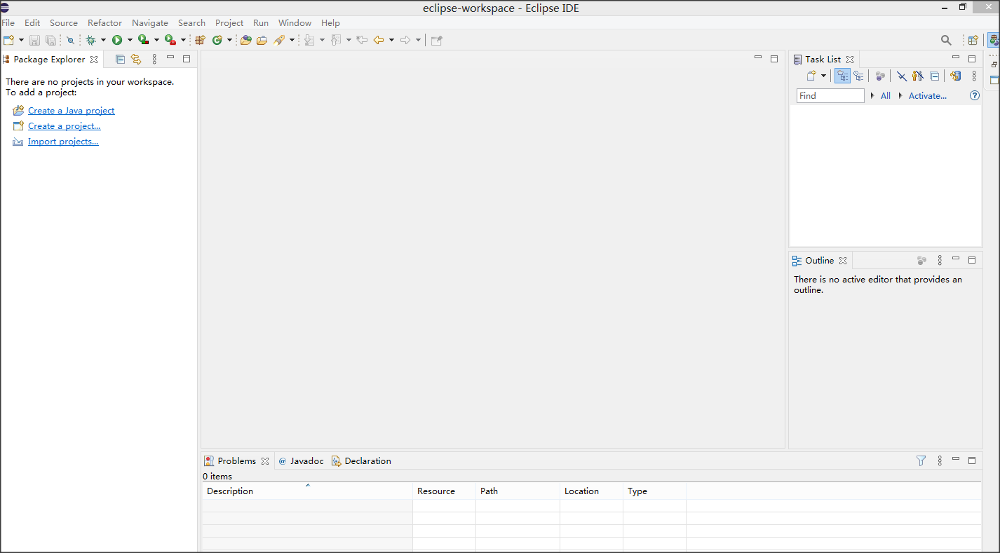 eclipse-workspace - Eclipse IDE
File Edit Source Refactor Navigate Search Project Run Window Help
Package Explorer
There are no projects in your workspace.
To add a project:
Create a Java project
Create a project...
Import projects...
Task List
Find All Activate...
Outline
There is no active editor that provides an
outline.
Problems @ Javadoc Declaration
0 items
Description Resource Path Location Type